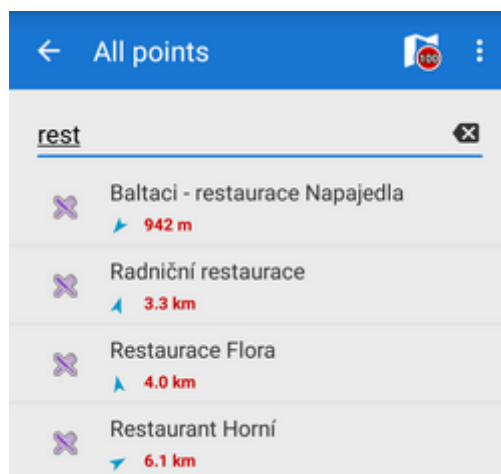 All points
100
rest
Baltaci - restaurace Napajedla
942 m
Radniční restaurace
3.3 km
Restaurace Flora
4.0 km
Restaurant Horní
6.1 km